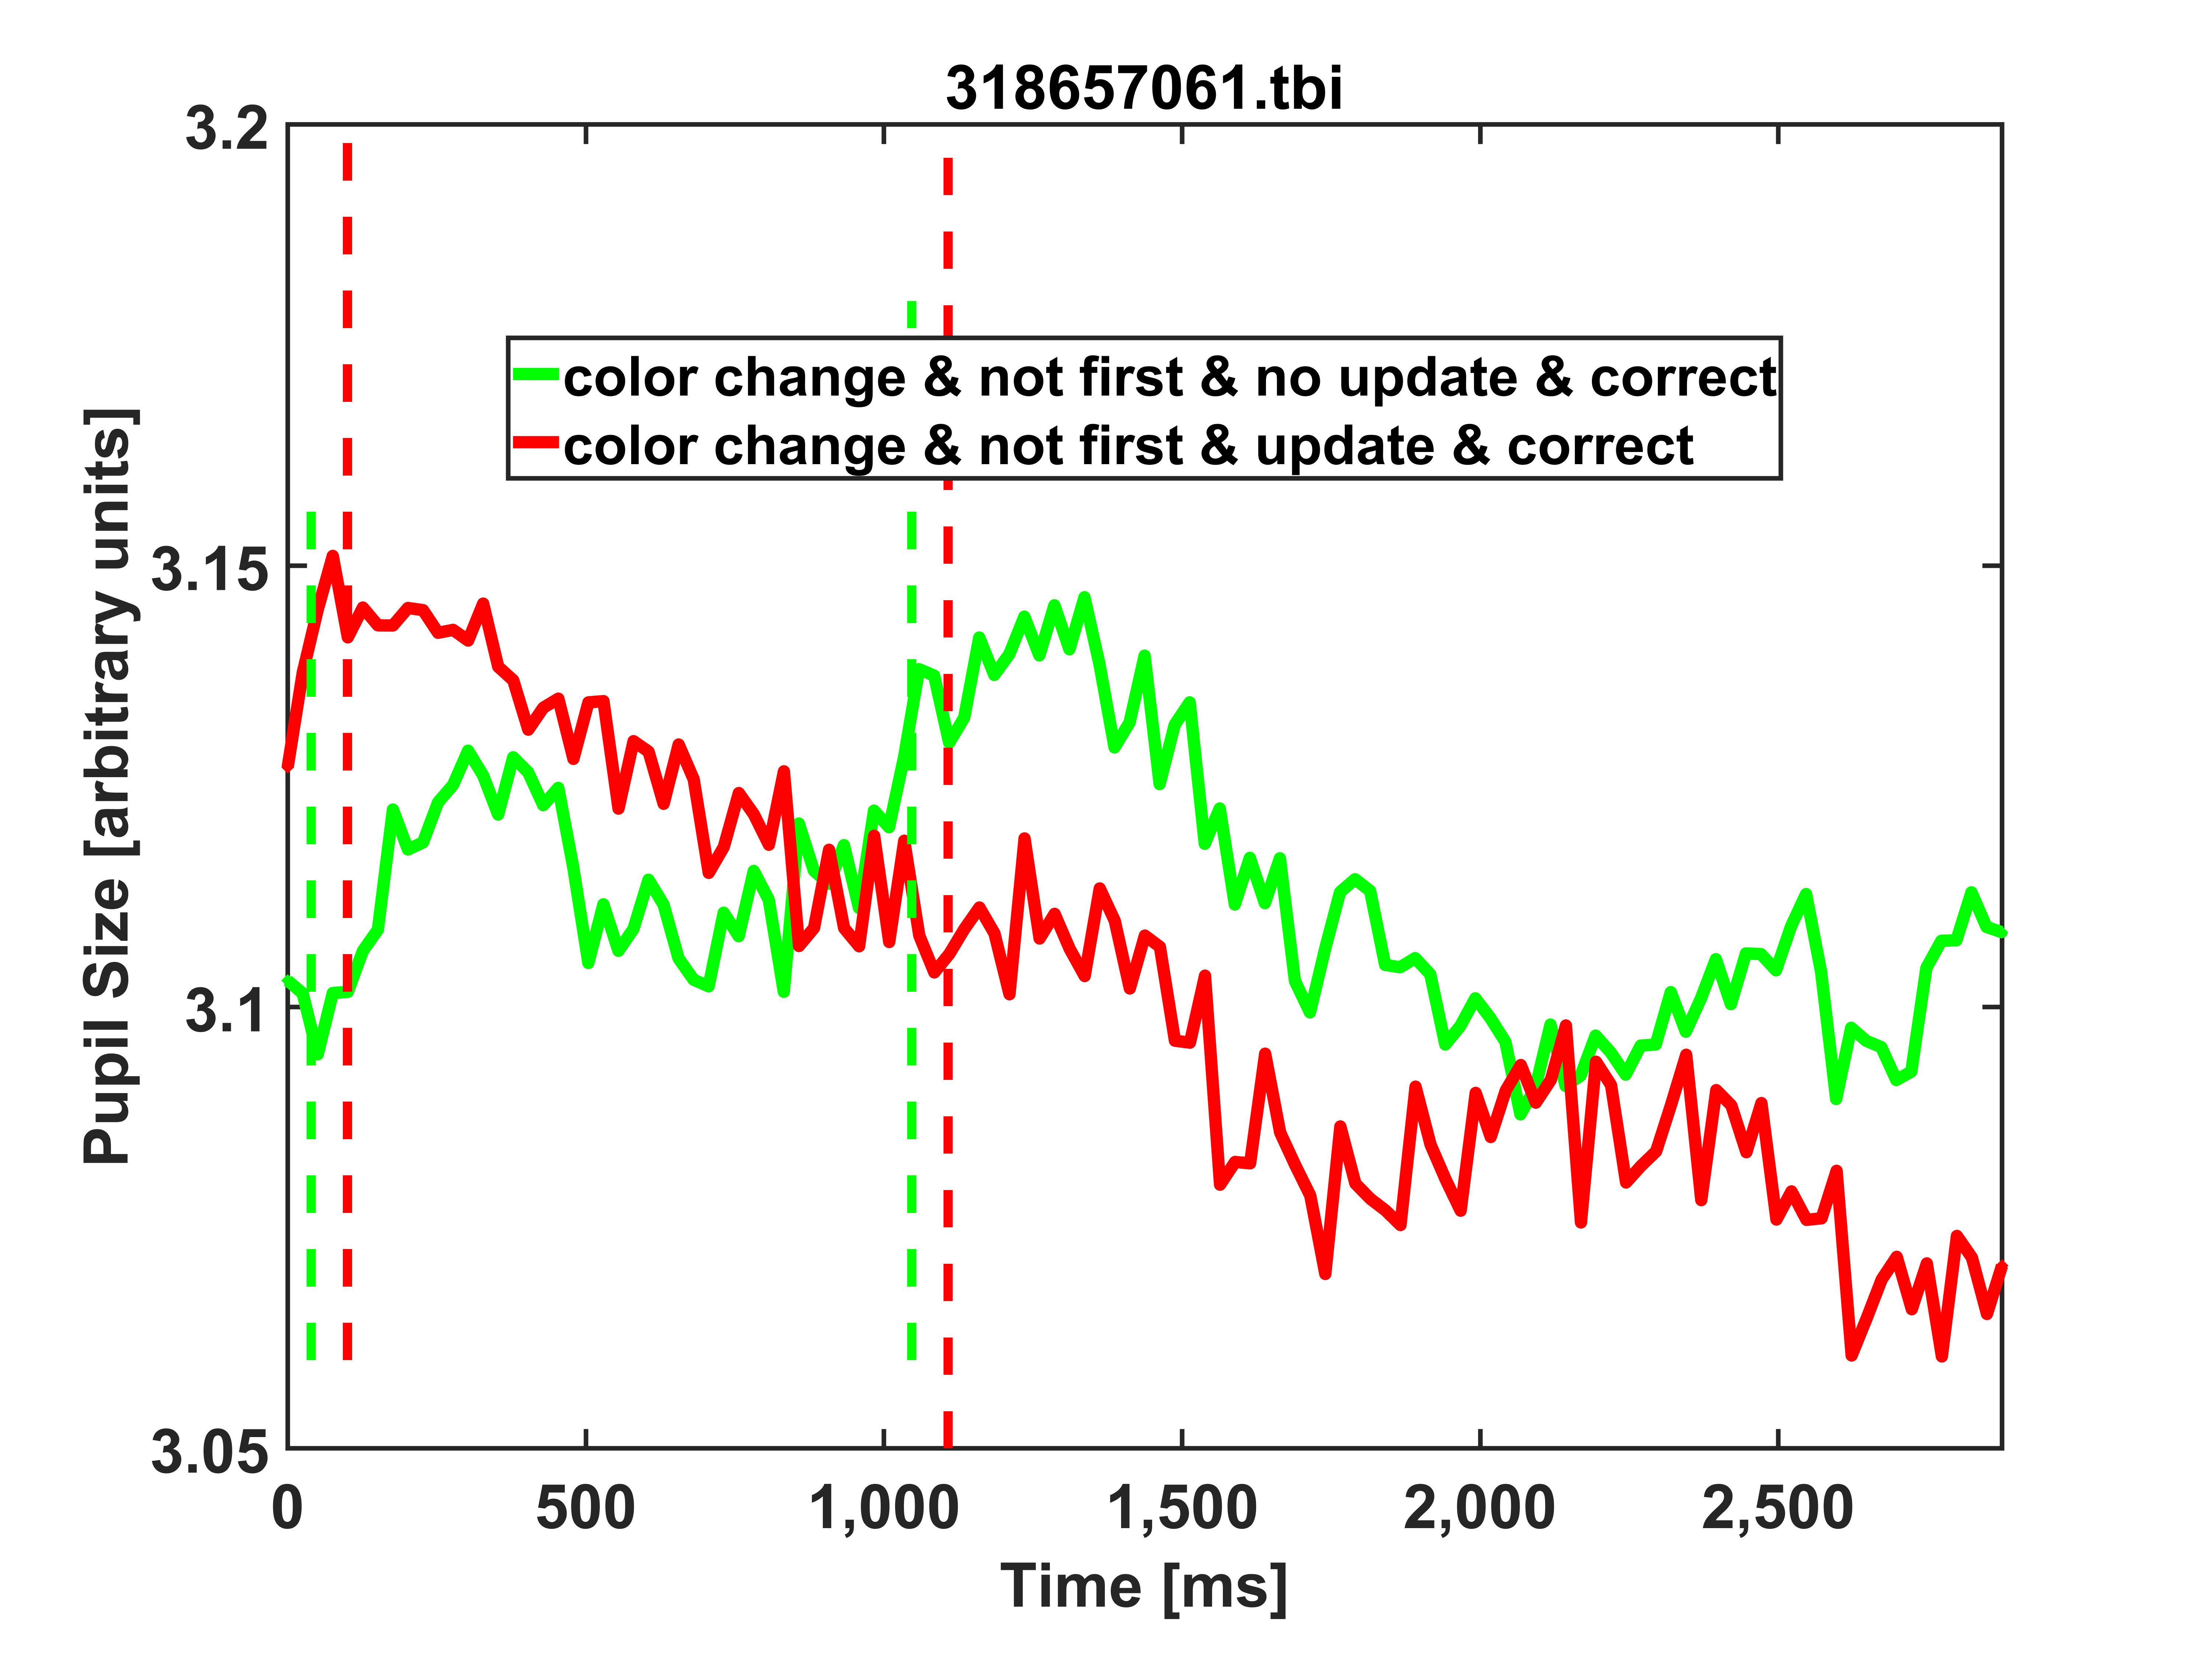 318657061.tbi
3.2
3.15
3.1
3.05
Pupil Size [arbitrary units]
color change & not first & no update & correct
color change & not first & update & correct
0 500 1,000 1,500 2,000 2,500
Time [ms]